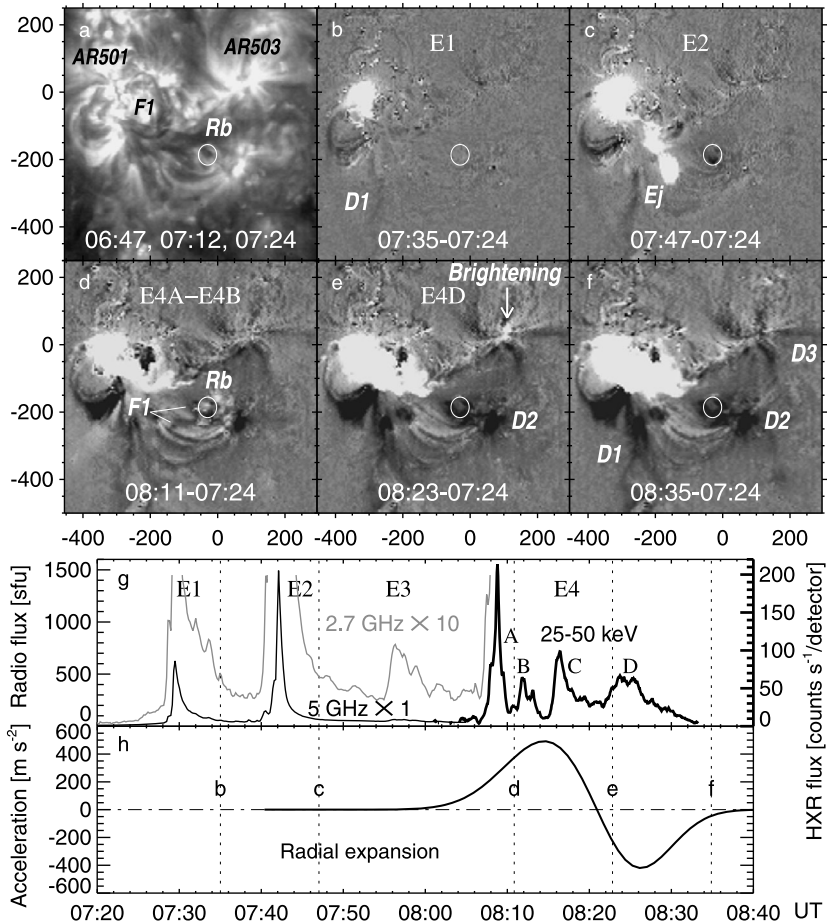 200
0
-200
-400
a
AR501
AR503
F1
Rb
06:47, 07:12, 07:24
b
E1
D1
07:35-07:24
c
E2
Ej
07:47-07:24
200
0
-200
-400
d
E4A–E4B
Rb
F1
08:11-07:24
e
E4D
Brightening
D2
08:23-07:24
f
D3
D2
D1
08:35-07:24
-400 -200 0 200
-400 -200 0 200
-400 -200 0 200
Radio flux [sfu]
1500
1000
500
0
g
E1
E2
E3
E4
2.7 GHz × 10
5 GHz × 1
A
B
C
D
25-50 keV
200
150
100
50
0
HXR flux [counts s⁻¹/detector]
Acceleration [m s⁻²]
600
400
200
0
-200
-400
-600
h
b
c
d
e
f
Radial expansion
07:20 07:30 07:40 07:50 08:00 08:10 08:20 08:30 08:40 UT